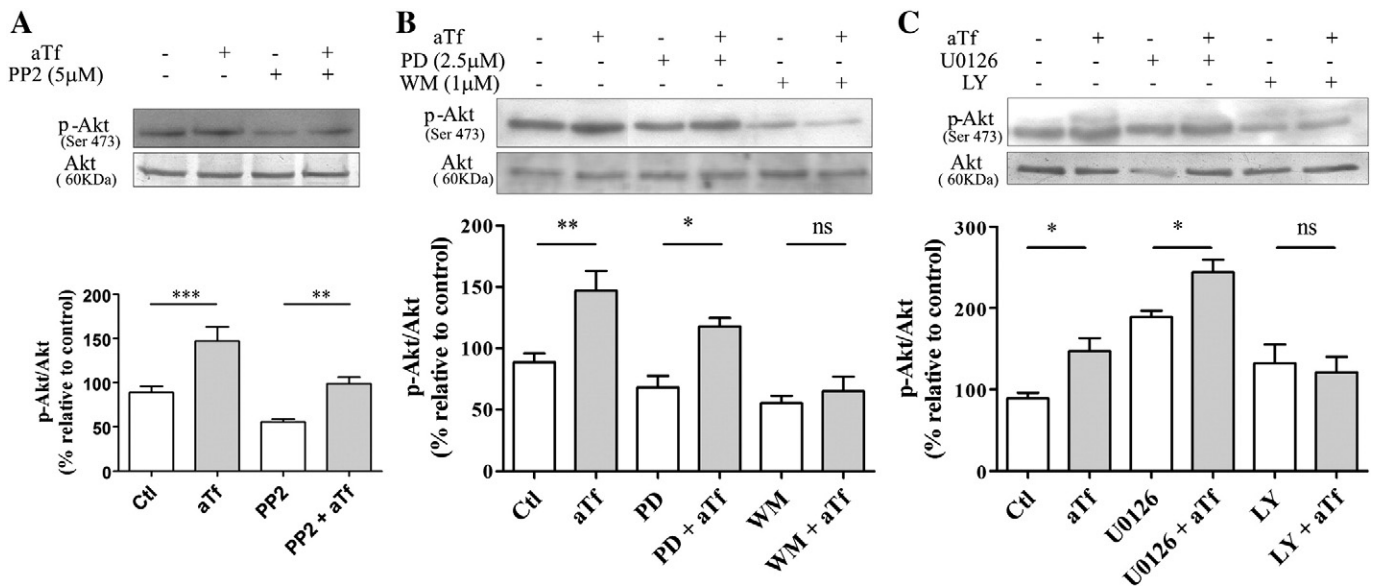 A
aTf - + - +
PP2 (5μM) - - + +
p-Akt
(Ser 473)
Akt
( 60KDa)
p-Akt/Akt
(% relative to control)
200
150
100
50
0
*** **
Ctl aTf PP2 PP2 + aTf
B
aTf - + - + - +
PD (2.5μM) - - + + - -
WM (1μM) - - - - + +
p-Akt
(Ser 473)
Akt
( 60KDa)
p-Akt/Akt
(% relative to control)
200
150
100
50
0
** * ns
Ctl aTf PD PD + aTf WM WM + aTf
C
aTf - + - + - +
U0126 - - + + - -
LY - - - - + +
p-Akt
(Ser 473)
Akt
( 60KDa)
p-Akt/Akt
(% relative to control)
300
200
100
0
* * ns
Ctl aTf U0126 U0126 + aTf LY LY + aTf